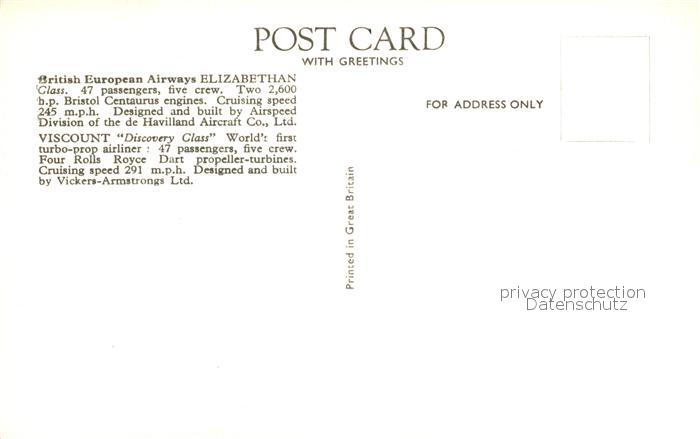 POST CARD
WITH GREETINGS
British European Airways ELIZABETHAN
Class. 47 passengers, five crew. Two 2,600
h.p. Bristol Centaurus engines. Cruising speed
245 m.p.h. Designed and built by Airspeed
Division of the de Havilland Aircraft Co., Ltd.
VISCOUNT "Discovery Class" World's first
turbo-prop airliner : 47 passengers, five crew.
Four Rolls Royce Dart propeller-turbines.
Cruising speed 291 m.p.h. Designed and built
by Vickers-Armstrongs Ltd.
FOR ADDRESS ONLY
Printed in Great Britain
privacy protection
Datenschutz